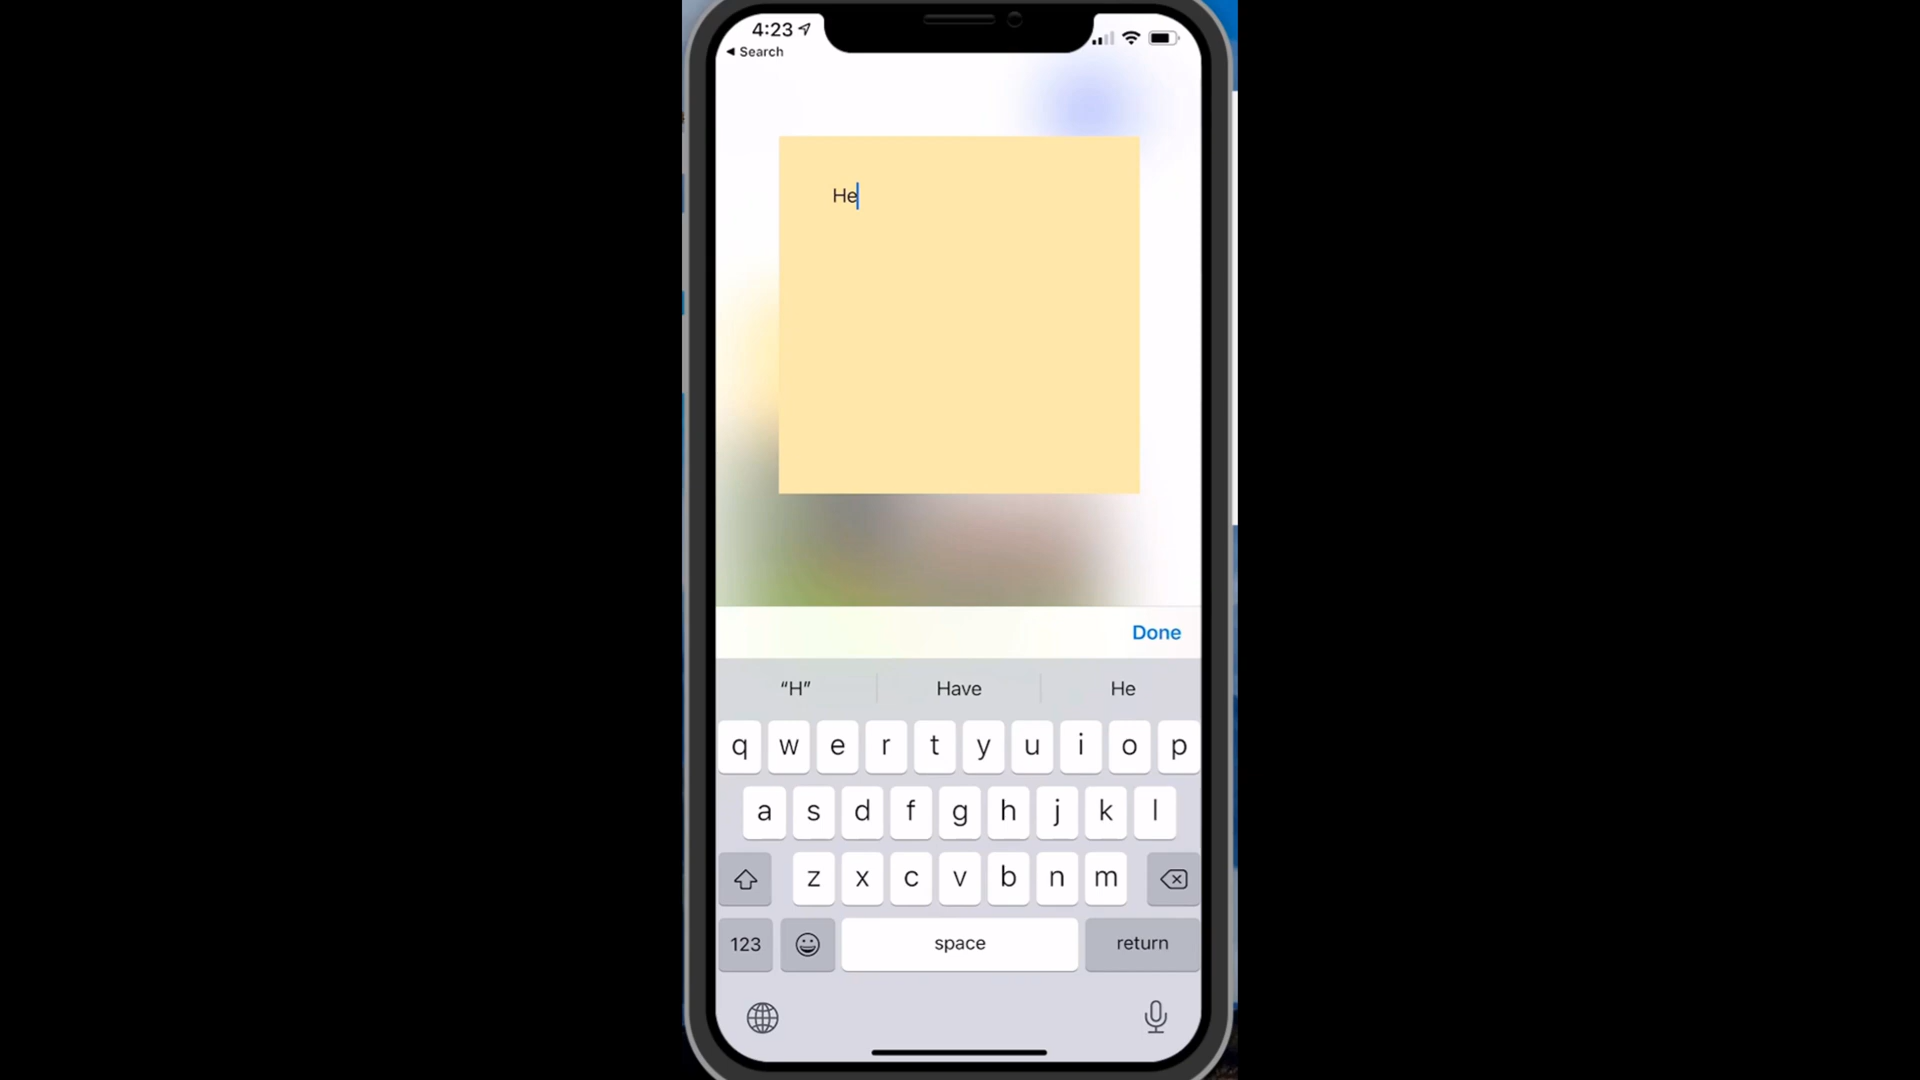 4:23
◀ Search
He
Done
“H” Have He
q w e r t y u i o p
a s d f g h j k l
z x c v b n m
123 space return